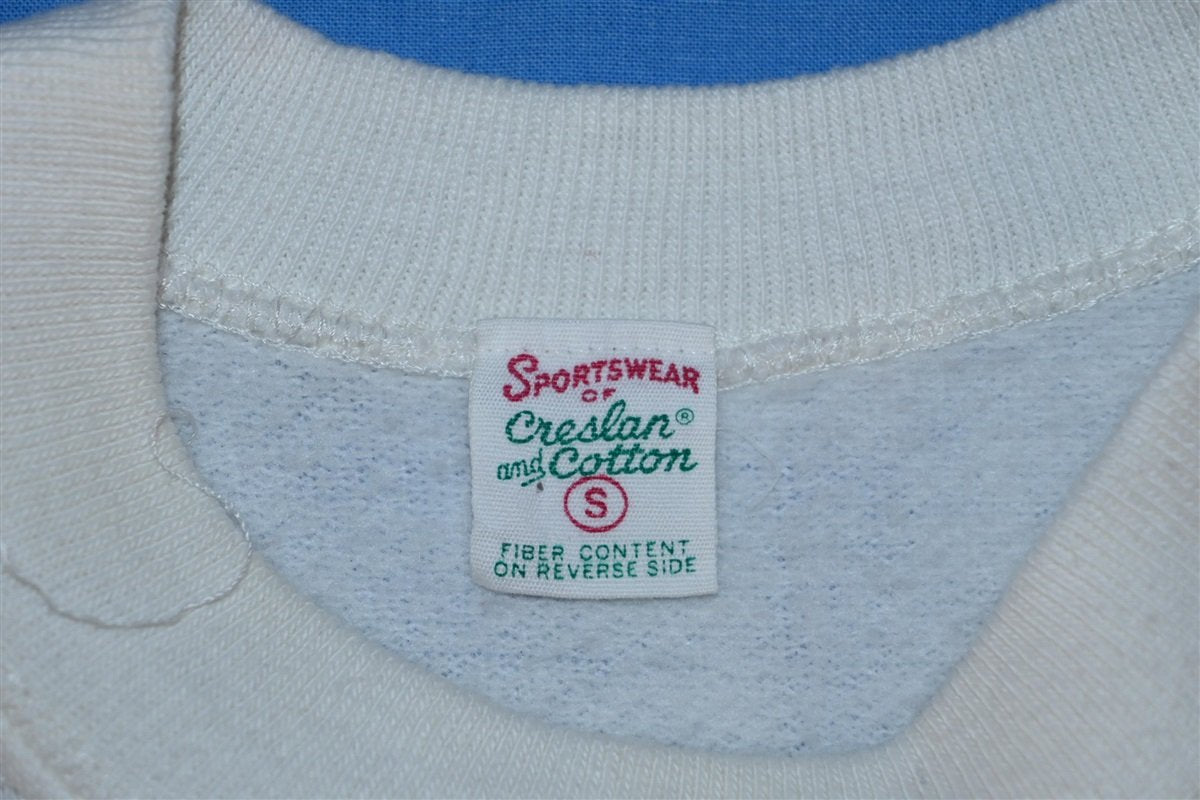 SPORTSWEAR
OF
Creslan®
and Cotton
S
FIBER CONTENT
ON REVERSE SIDE